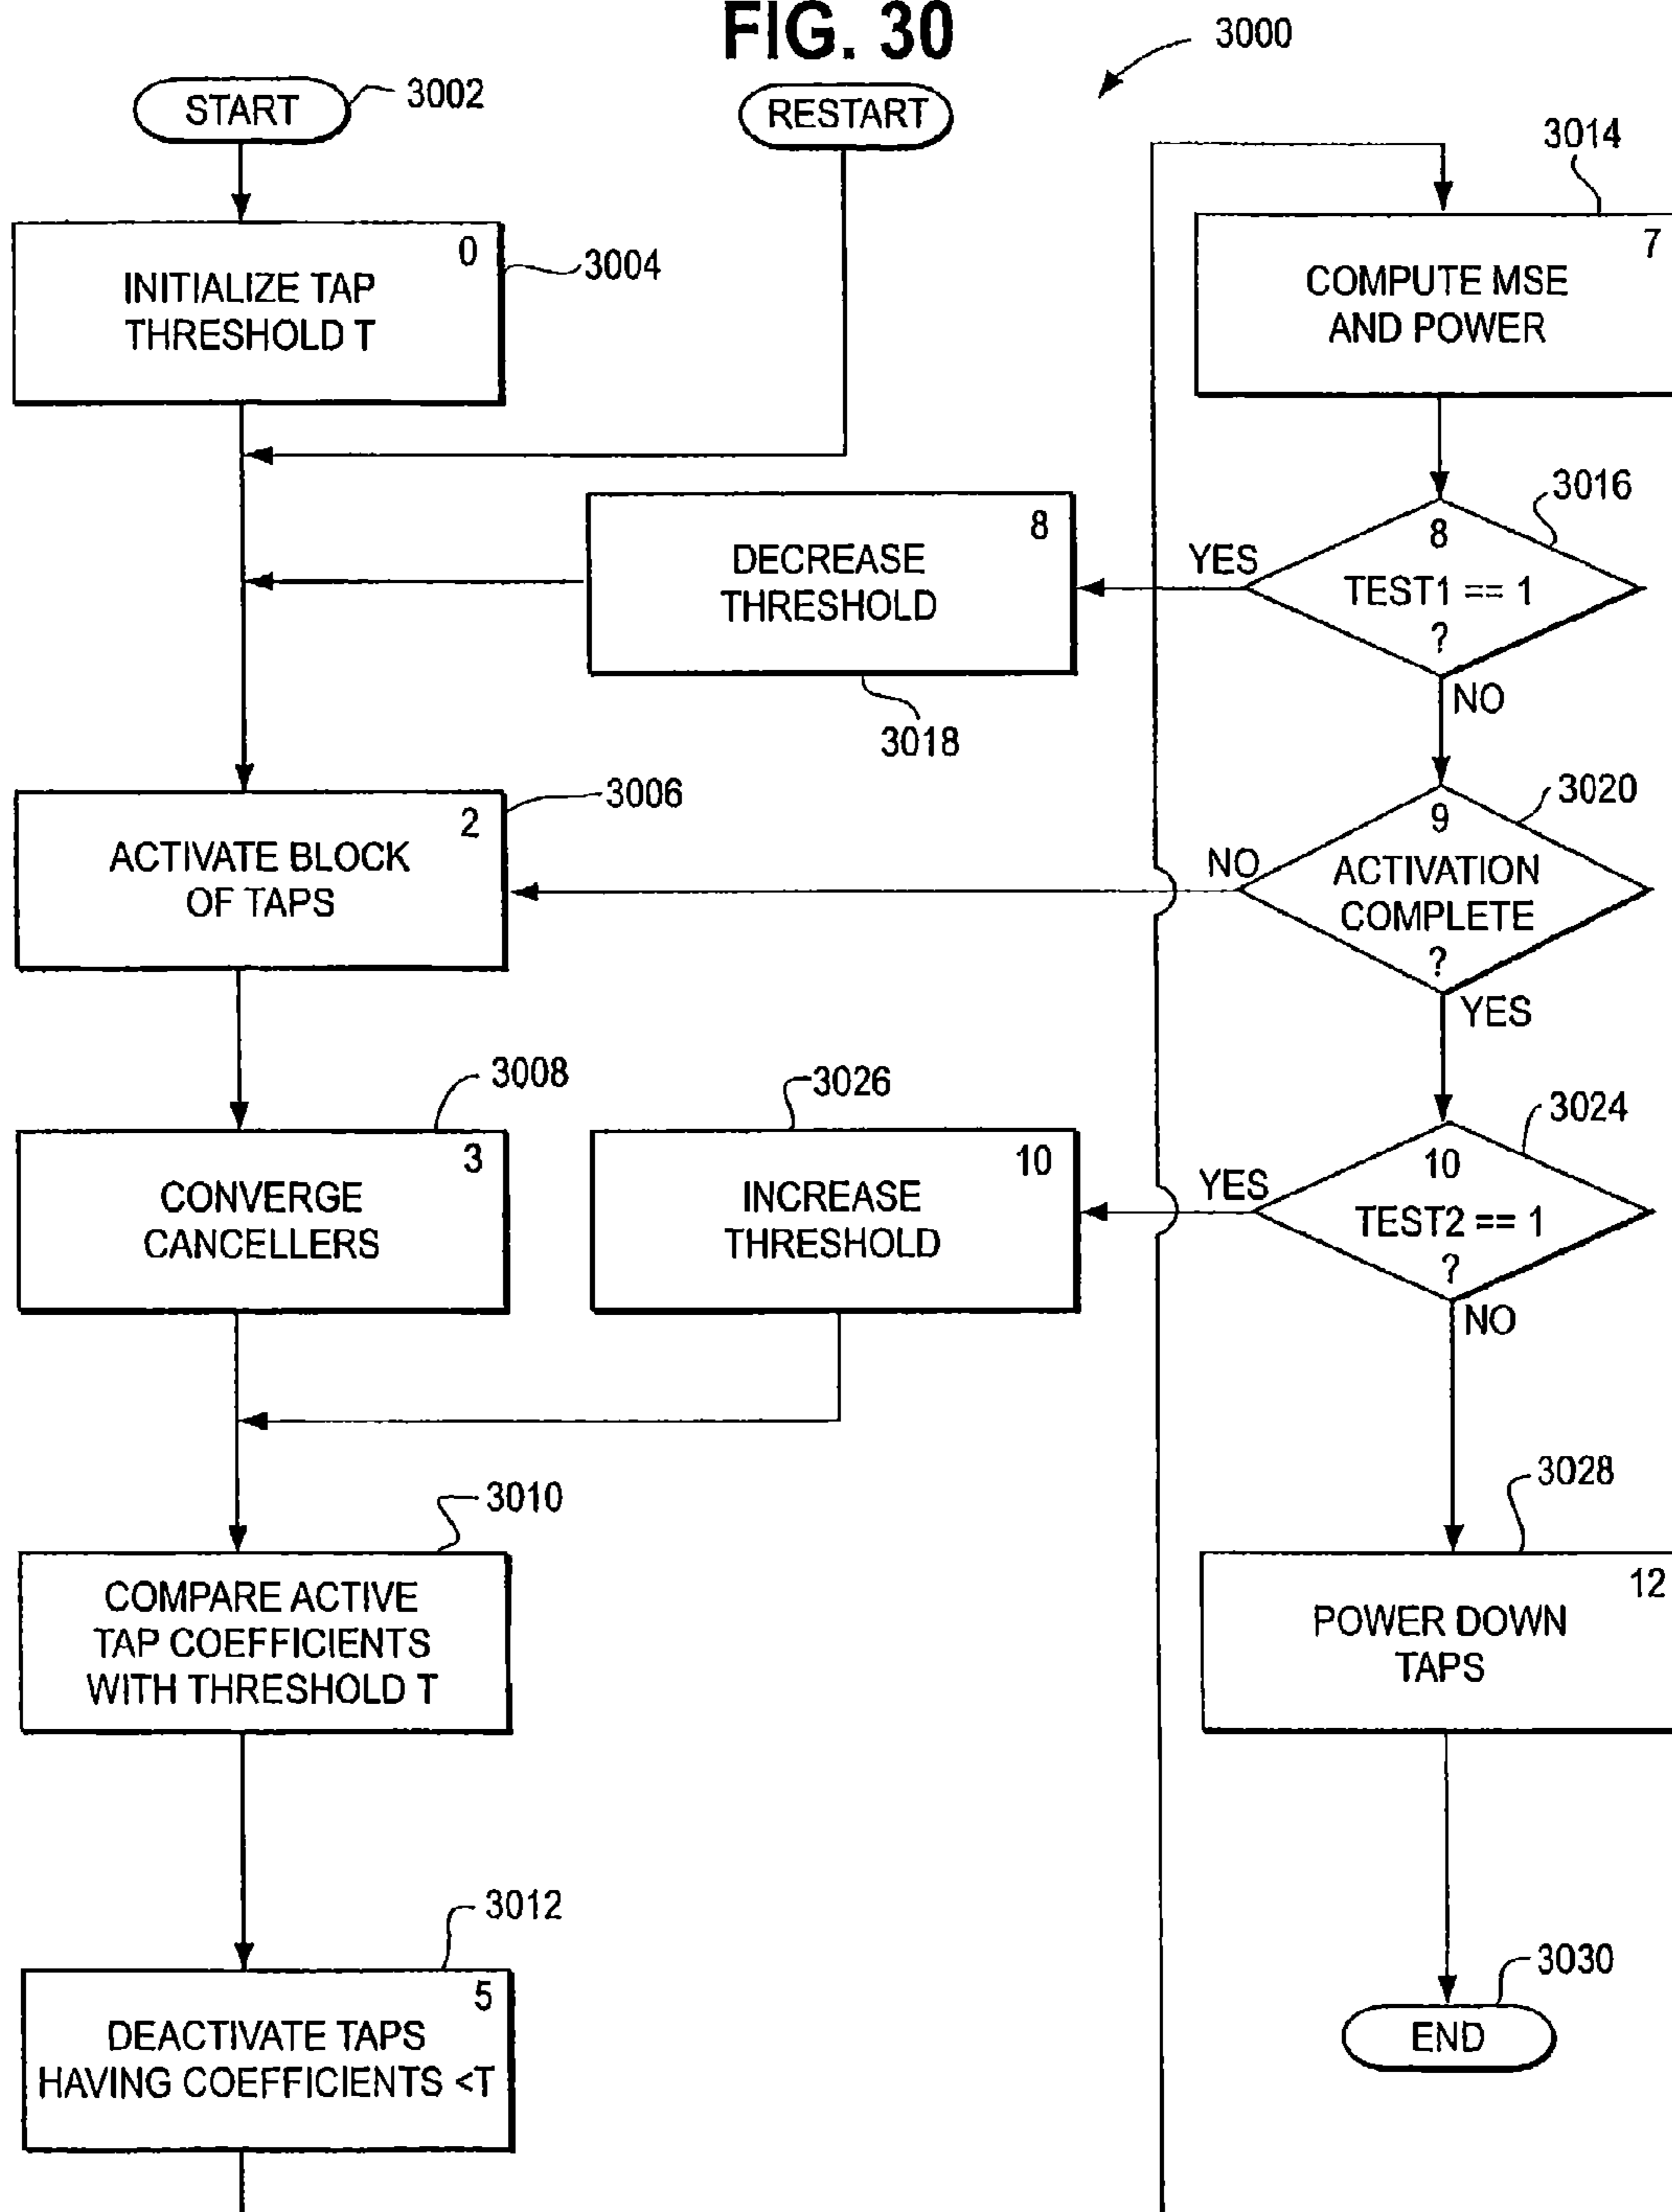 FIG. 30
3000
START
3002
RESTART
0
INITIALIZE TAP
THRESHOLD T
3004
8
DECREASE
THRESHOLD
3018
2
ACTIVATE BLOCK
OF TAPS
3006
3
CONVERGE
CANCELLERS
3008
10
INCREASE
THRESHOLD
3026
COMPARE ACTIVE
TAP COEFFICIENTS
WITH THRESHOLD T
3010
5
DEACTIVATE TAPS
HAVING COEFFICIENTS <T
3012
3014
7
COMPUTE MSE
AND POWER
3016
8
TEST1 == 1
?
YES
NO
3020
9
ACTIVATION
COMPLETE
?
NO
YES
3024
10
TEST2 == 1
?
YES
NO
3028
12
POWER DOWN
TAPS
3030
END